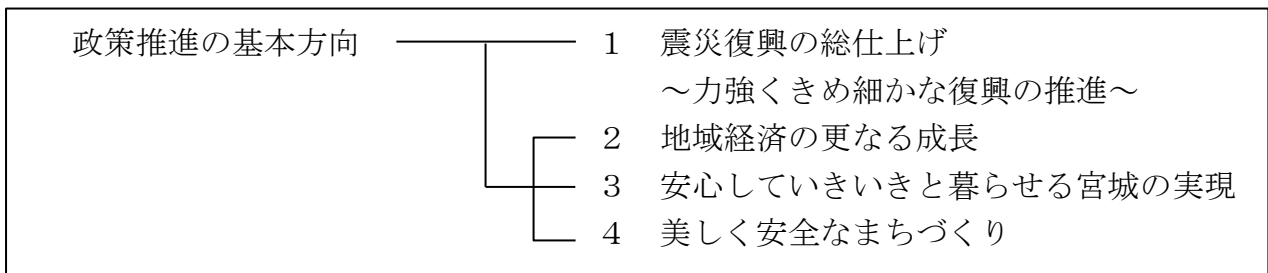 政策推進の基本方向　1　震災復興の総仕上げ
～力強くきめ細かな復興の推進～
2　地域経済の更なる成長
3　安心していきいきと暮らせる宮城の実現
4　美しく安全なまちづくり